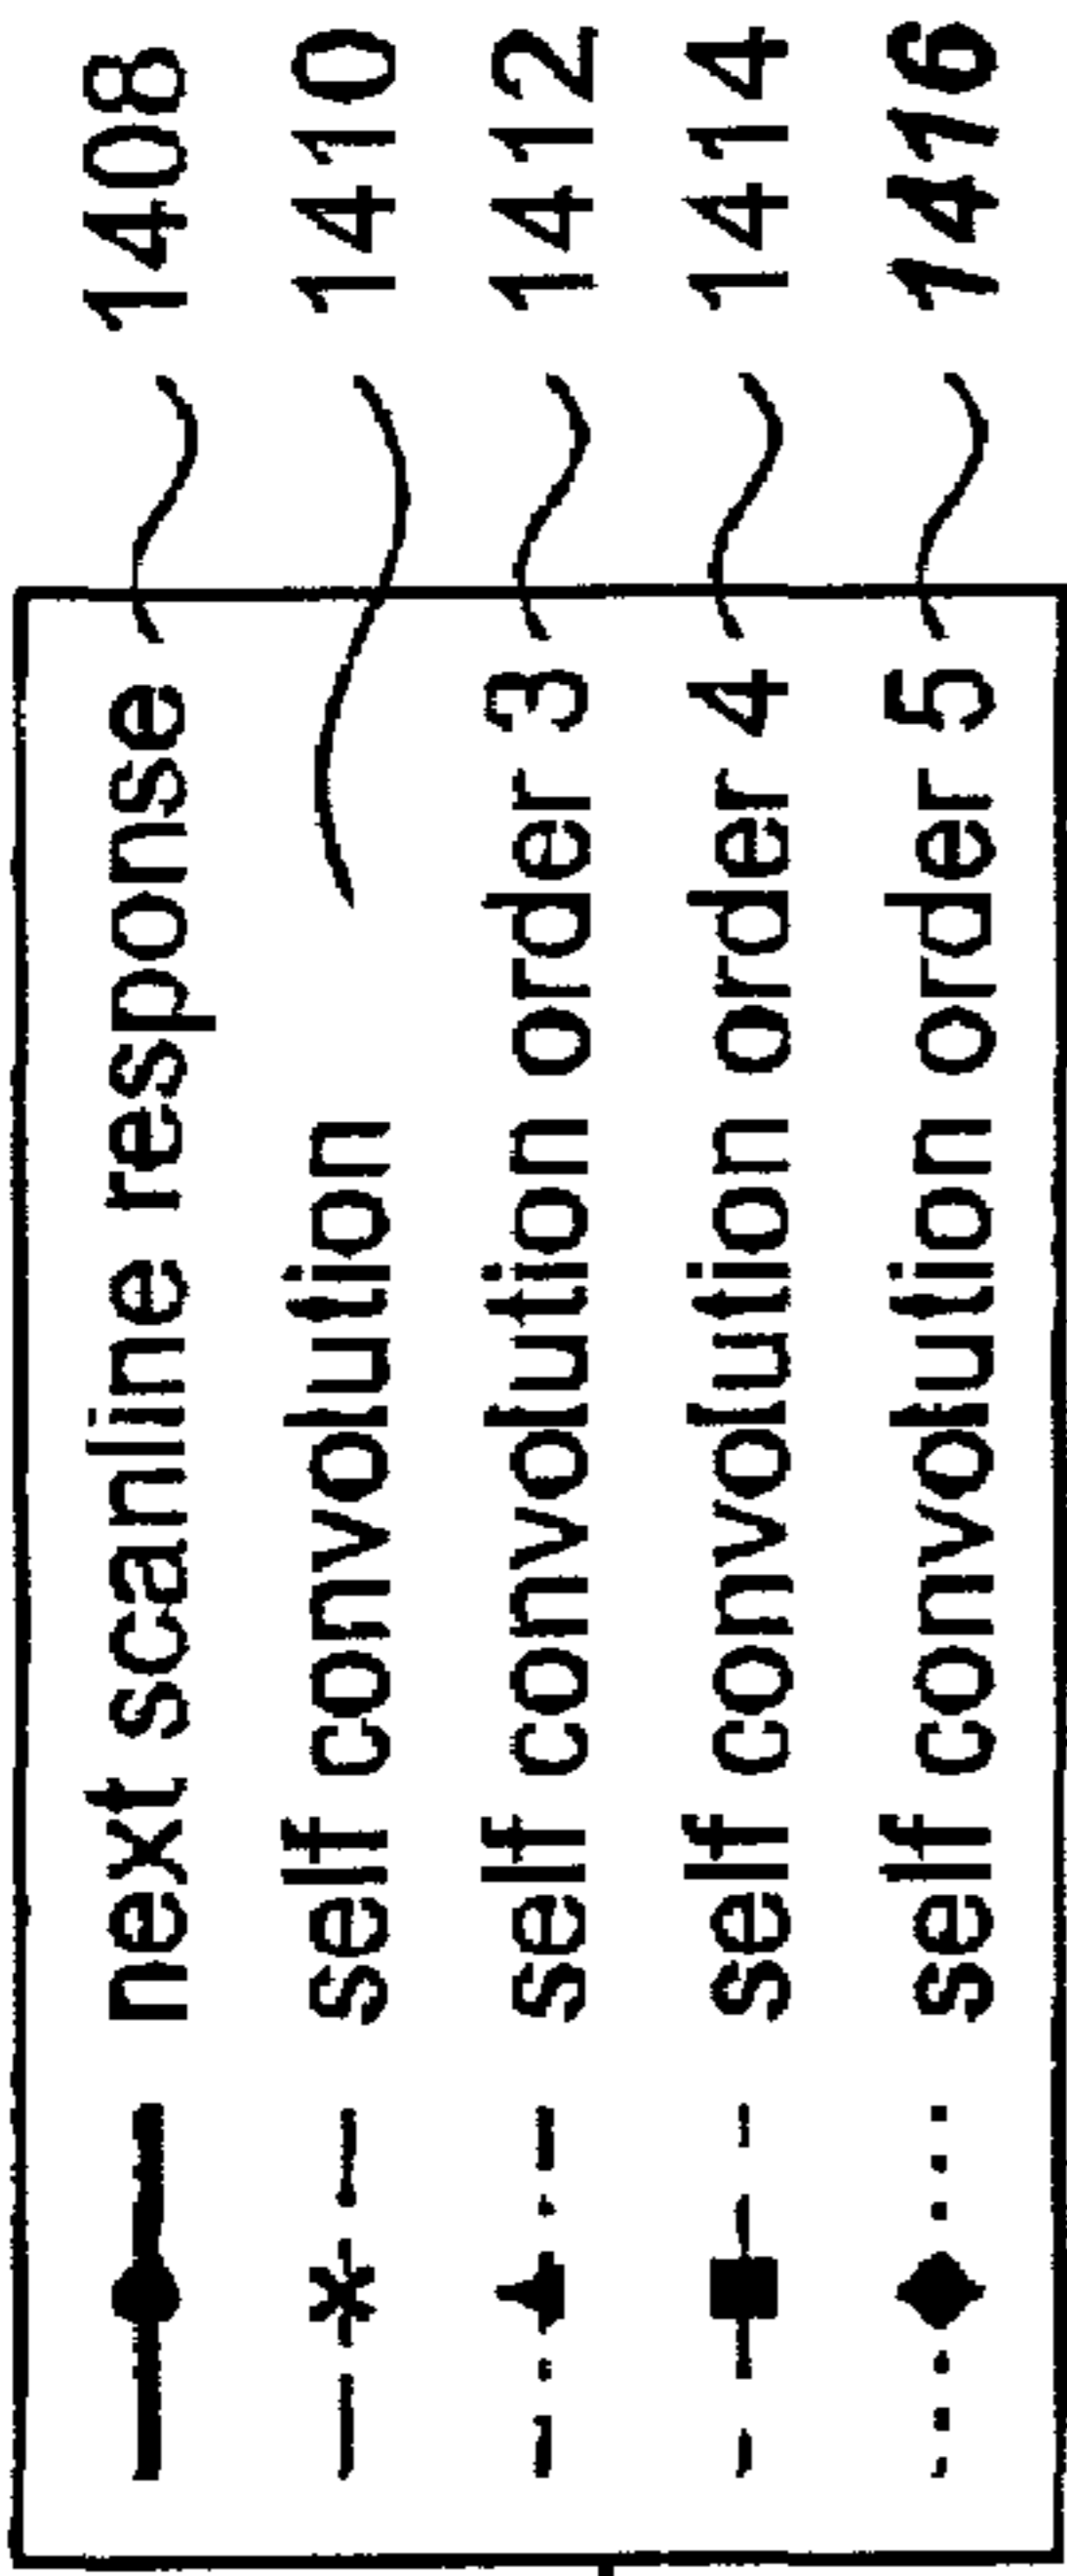 next scanline response 1408
self convolution 1410
self convolution order 3 1412
self convolution order 4 1414
self convolution order 5 1416